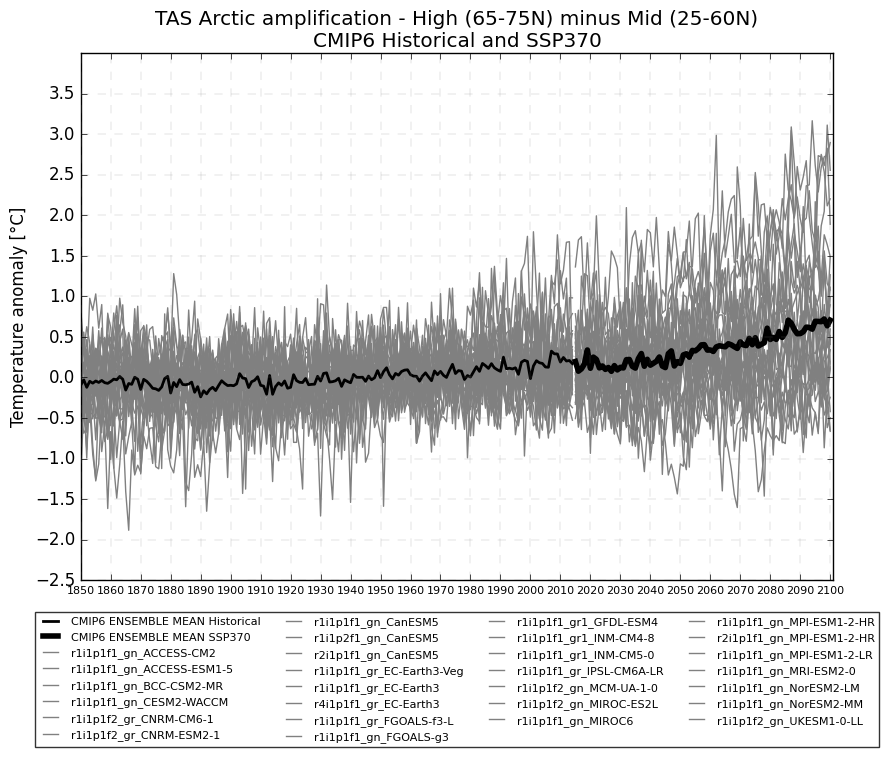 TAS Arctic amplification - High (65-75N) minus Mid (25-60N)
CMIP6 Historical and SSP370
Temperature anomaly [°C]
3.5
3.0
2.5
2.0
1.5
1.0
0.5
0.0
−0.5
−1.0
−1.5
−2.0
−2.5
1850 1860 1870 1880 1890 1900 1910 1920 1930 1940 1950 1960 1970 1980 1990 2000 2010 2020 2030 2040 2050 2060 2070 2080 2090 2100
CMIP6 ENSEMBLE MEAN Historical
CMIP6 ENSEMBLE MEAN SSP370
r1i1p1f1_gn_ACCESS-CM2
r1i1p1f1_gn_ACCESS-ESM1-5
r1i1p1f1_gn_BCC-CSM2-MR
r1i1p1f1_gn_CESM2-WACCM
r1i1p1f2_gr_CNRM-CM6-1
r1i1p1f2_gr_CNRM-ESM2-1
r1i1p1f1_gn_CanESM5
r1i1p2f1_gn_CanESM5
r2i1p1f1_gn_CanESM5
r1i1p1f1_gr_EC-Earth3-Veg
r1i1p1f1_gr_EC-Earth3
r4i1p1f1_gr_EC-Earth3
r1i1p1f1_gr_FGOALS-f3-L
r1i1p1f1_gn_FGOALS-g3
r1i1p1f1_gr1_GFDL-ESM4
r1i1p1f1_gr1_INM-CM4-8
r1i1p1f1_gr1_INM-CM5-0
r1i1p1f1_gr_IPSL-CM6A-LR
r1i1p1f2_gn_MCM-UA-1-0
r1i1p1f2_gn_MIROC-ES2L
r1i1p1f1_gn_MIROC6
r1i1p1f1_gn_MPI-ESM1-2-HR
r2i1p1f1_gn_MPI-ESM1-2-HR
r1i1p1f1_gn_MPI-ESM1-2-LR
r1i1p1f1_gn_MRI-ESM2-0
r1i1p1f1_gn_NorESM2-LM
r1i1p1f1_gn_NorESM2-MM
r1i1p1f2_gn_UKESM1-0-LL